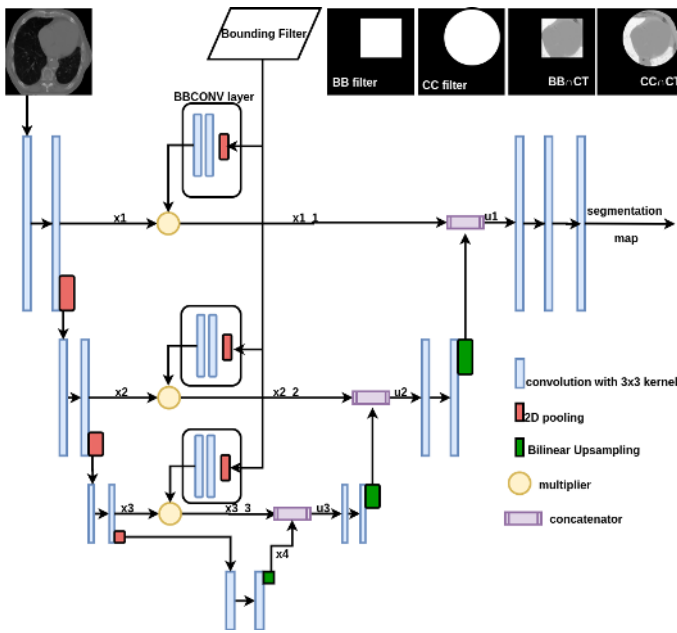 Bounding Filter
BB filter
CC filter
BB∩CT
CC∩CT
BBCONV layer
x1
x1_1
u1
segmentation
map
x2
x2_2
u2
convolution with 3x3 kernel
2D pooling
Bilinear Upsampling
multiplier
x3
x3_3
u3
concatenator
x4